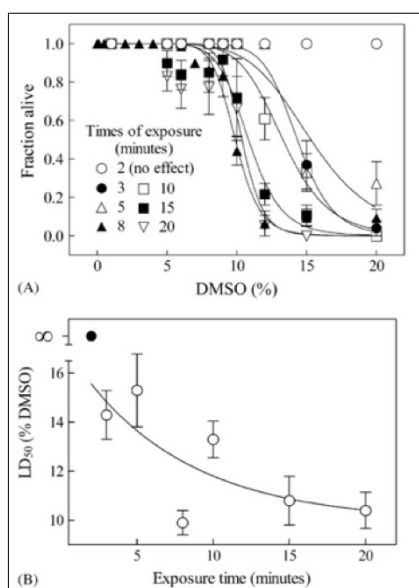 1.0
0.8
0.6
0.4
0.2
0.0
Fraction alive
Times of exposure
(minutes)
2 (no effect)
3 10
5 15
8 20
0 5 10 15 20
(A)
DMSO (%)
∞
16
14
12
10
LD50 (% DMSO)
5 10 15 20
(B)
Exposure time (minutes)